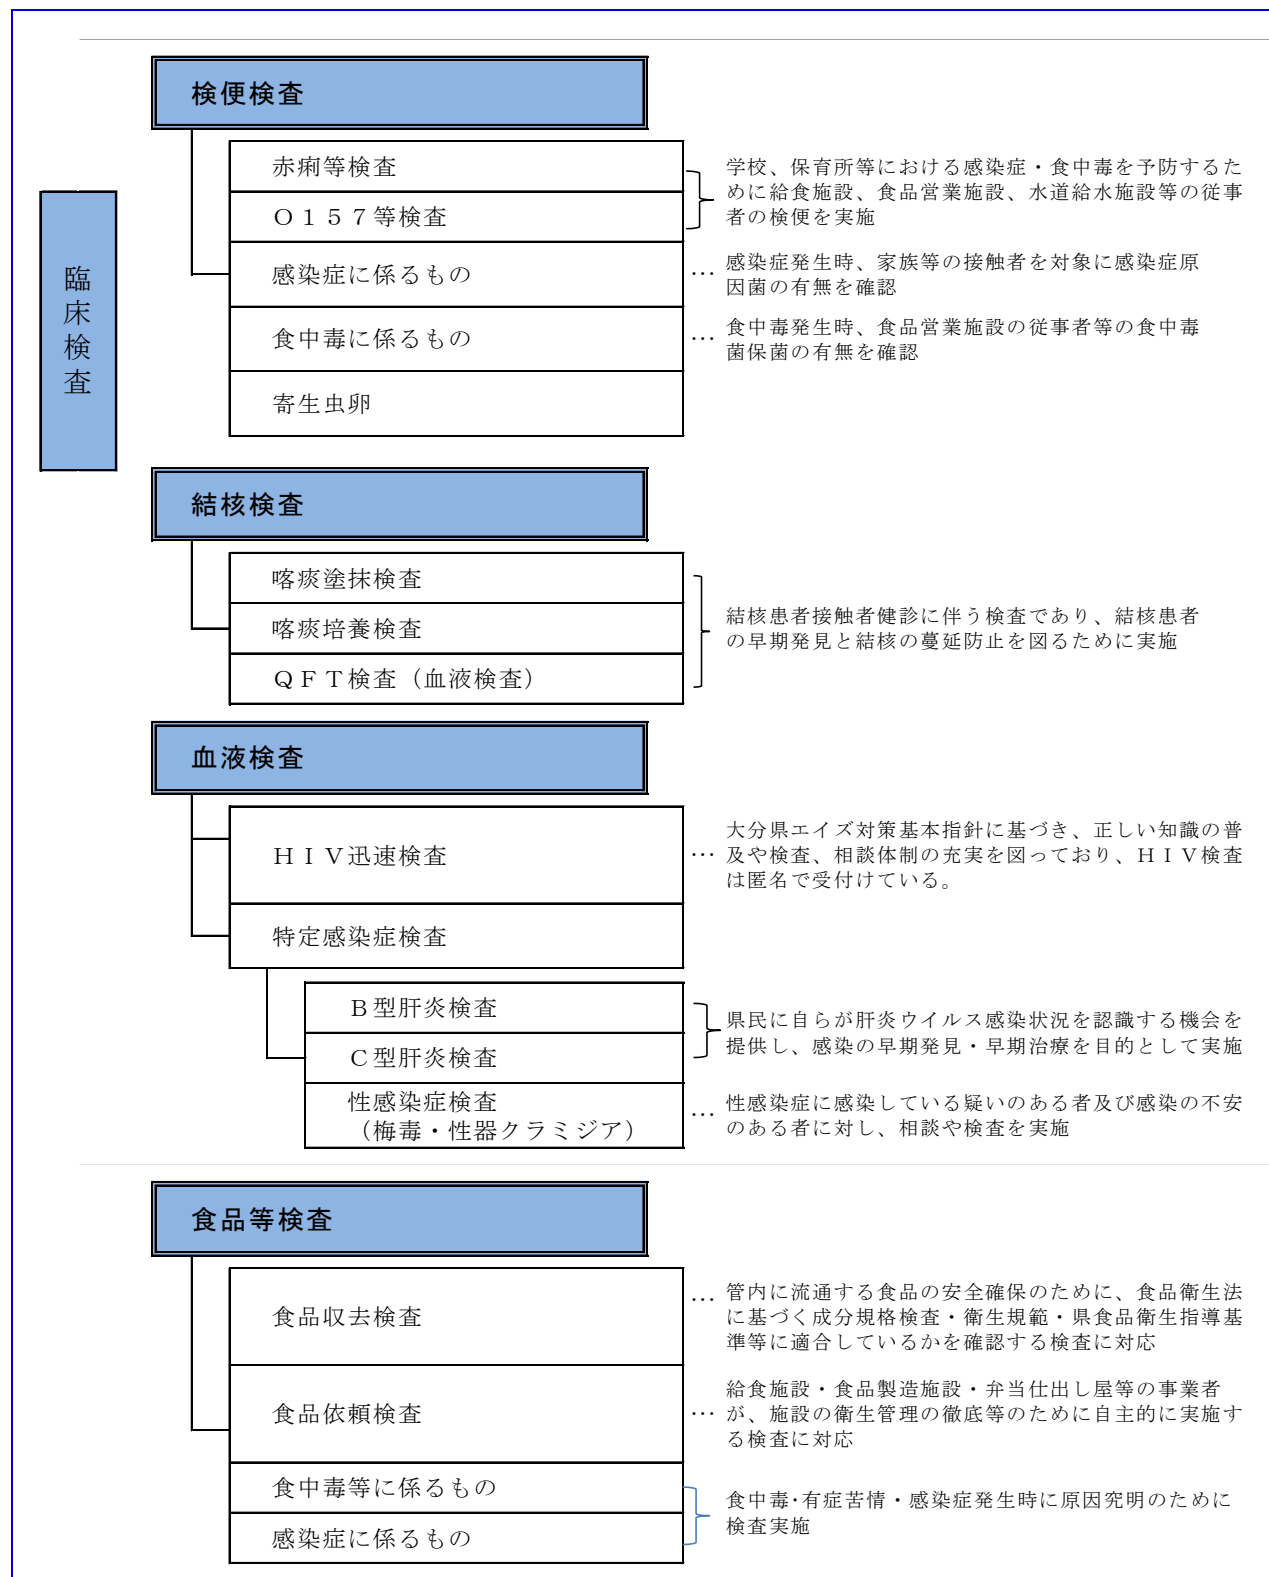 臨床検査
検便検査
赤痢等検査
Ｏ１５７等検査
学校、保育所等における感染症・食中毒を予防するた
めに給食施設、食品営業施設、水道給水施設等の従事
者の検便を実施
感染症に係るもの
… 感染症発生時、家族等の接触者を対象に感染症原
因菌の有無を確認
食中毒に係るもの
… 食中毒発生時、食品営業施設の従事者等の食中毒
菌保菌の有無を確認
寄生虫卵
結核検査
喀痰塗抹検査
喀痰培養検査
ＱＦＴ検査（血液検査）
結核患者接触者健診に伴う検査であり、結核患者
の早期発見と結核の蔓延防止を図るために実施
血液検査
ＨＩＶ迅速検査
大分県エイズ対策基本指針に基づき、正しい知識の普
… 及や検査、相談体制の充実を図っており、ＨＩＶ検査
は匿名で受付けている。
特定感染症検査
Ｂ型肝炎検査
Ｃ型肝炎検査
県民に自らが肝炎ウイルス感染状況を認識する機会を
提供し、感染の早期発見・早期治療を目的として実施
性感染症検査
（梅毒・性器クラミジア）
… 性感染症に感染している疑いのある者及び感染の不安
のある者に対し、相談や検査を実施
食品等検査
食品収去検査
… 管内に流通する食品の安全確保のために、食品衛生法
に基づく成分規格検査・衛生規範・県食品衛生指導基
準等に適合しているかを確認する検査に対応
食品依頼検査
給食施設・食品製造施設・弁当仕出し屋等の事業者
… が、施設の衛生管理の徹底等のために自主的に実施す
る検査に対応
食中毒等に係るもの
感染症に係るもの
食中毒・有症苦情・感染症発生時に原因究明のために
検査実施